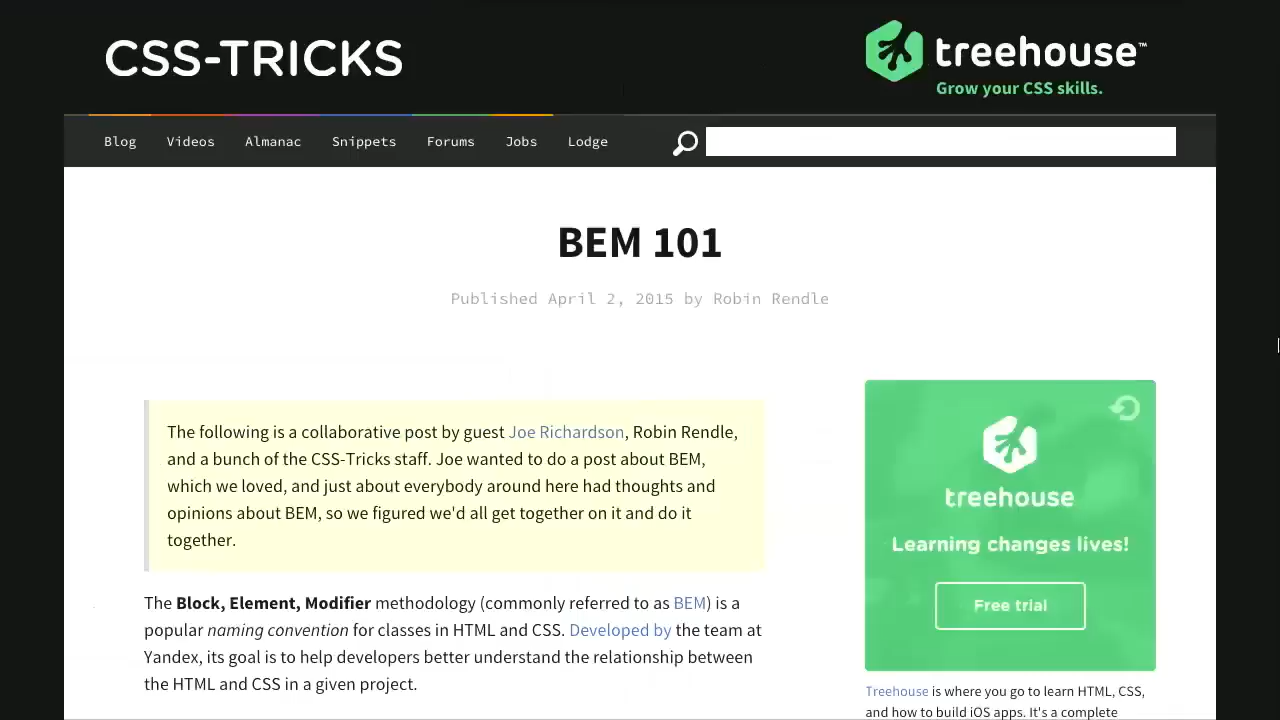 CSS-TRICKS
treehouse™
Grow your CSS skills.
Blog Videos Almanac Snippets Forums Jobs Lodge
BEM 101
Published April 2, 2015 by Robin Rendle
The following is a collaborative post by guest Joe Richardson, Robin Rendle,
and a bunch of the CSS-Tricks staff. Joe wanted to do a post about BEM,
which we loved, and just about everybody around here had thoughts and
opinions about BEM, so we figured we'd all get together on it and do it
together.
The Block, Element, Modifier methodology (commonly referred to as BEM) is a
popular naming convention for classes in HTML and CSS. Developed by the team at
Yandex, its goal is to help developers better understand the relationship between
the HTML and CSS in a given project.
treehouse
Learning changes lives!
Free trial
Treehouse is where you go to learn HTML, CSS,
and how to build iOS apps. It's a complete